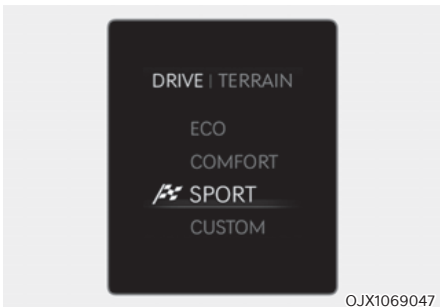 DRIVE | TERRAIN
ECO
COMFORT
SPORT
CUSTOM
OJX1069047